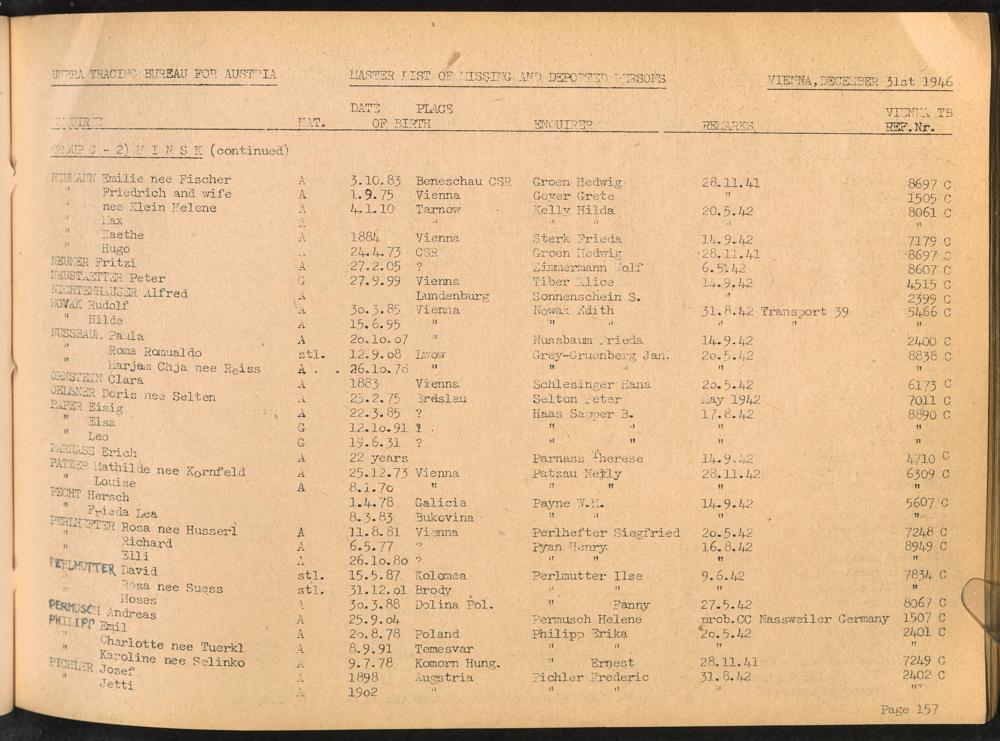 UNRRA TRACING BUREAU FOR AUSTRIA MASTER LIST OF MISSING AND DEPORTED PERSONS VIENNA, DECEMBER 31st 1946
ENQUIREE NAT. DATE PLACE OF BIRTH ENQUIRER REMARKS VIENNA TB REF.Nr.
GROUP C - 2) M I N S K (continued)
NEUMANN Emilie nee Fischer A 3.10.83 Beneschau CSR Groen Hedwig 28.11.41 8697 C
" Friedrich and wife A 1.9.75 Vienna Geyer Grete " 1505 C
" nee Klein Helene A 4.1.10 Tarnow Kelly Hilda 20.5.42 8061 C
" Max A " " " " "
" Kaethe A 1884 Vienna Sterk Frieda 14.9.42 7179 C
" Hugo 24.4.73 CSR Groen Hedwig 28.11.41 8697 C
NEUMER Fritzi A 27.2.05 ? Zimmermann Wolf 6.5.42 8607 C
NEUSTAETTER Peter G 27.9.99 Vienna Tiber Alice 14.9.42 4515 C
NICHTENHAUSER Alfred A Lundenburg Sonnenschein S. " 2399 C
NOVAK Rudolf A 30.3.85 Vienna Nowak Edith 31.8.42 Transport 39 5466 C
" Hilde A 15.6.95 " " " " " "
NUSSBAUM Paula A 20.10.07 " Nussbaum Frieda 14.9.42 2400 C
" Roma Romualdo stl. 12.9.08 Lwow Grey-Gruenberg Jan. 20.5.42 8838 C
" Marjam Chja nee Reiss A . . 26.10.78 " " " " "
ORNSTEIN Clara A 1883 Vienna Schlesinger Hana 20.5.42 6173 C
OELSNER Doris nee Selten A 25.2.75 Breslau Selton Peter May 1942 7011 C
PAPER Eisig A 22.3.85 ? Haas Sapper B. 17.8.42 8890 C
" Elsa G 12.10.91 ? " " " "
" Leo G 19.6.31 ? " " " "
PARNASS Erich A 22 years Parnass Therese 14.9.42 4710 C
PATZER Mathilde nee Kornfeld A 25.12.73 Vienna Patzau Nelly 28.11.42 6309 C
" Louise A 8.1.70 " " " " "
PECHT Hersch 1.4.78 Galicia Payne W.M. 14.9.42 5607 C
" Frieda Lea 8.3.83 Bukovina " " " "
PERLHEFTER Rosa nee Husserl A 11.8.81 Vienna Perlhefter Siegfried 20.5.42 7248 C
" Richard A 6.5.77 ? Ryan Henry 16.8.42 8949 C
" Elli A 26.10.80 ? " " " "
PERLMUTTER David stl. 15.5.87 Kolomea Perlmutter Ilse 9.6.42 7834 C
" Rosa nee Suess stl. 31.12.01 Brody " " " "
" Moses A 30.3.88 Dolina Pol. " Fanny 27.5.42 8067 C
PERMUSCH Andreas A 25.9.04 Permusch Helene prob.CC Nassweiler Germany 1507 C
PHILIPP Emil A 20.8.78 Poland Philipp Erika 20.5.42 2401 C
" Charlotte nee Tuerkl A 8.9.91 Temesvar " " " "
" Karoline nee Selinko A 9.7.78 Komorn Hung. " Ernest 28.11.41 7249 C
PICHLER Josef A 1898 Augstria Pichler Frederic 31.8.42 2402 C
" Jetti A 1902 " " " " "
Page 157